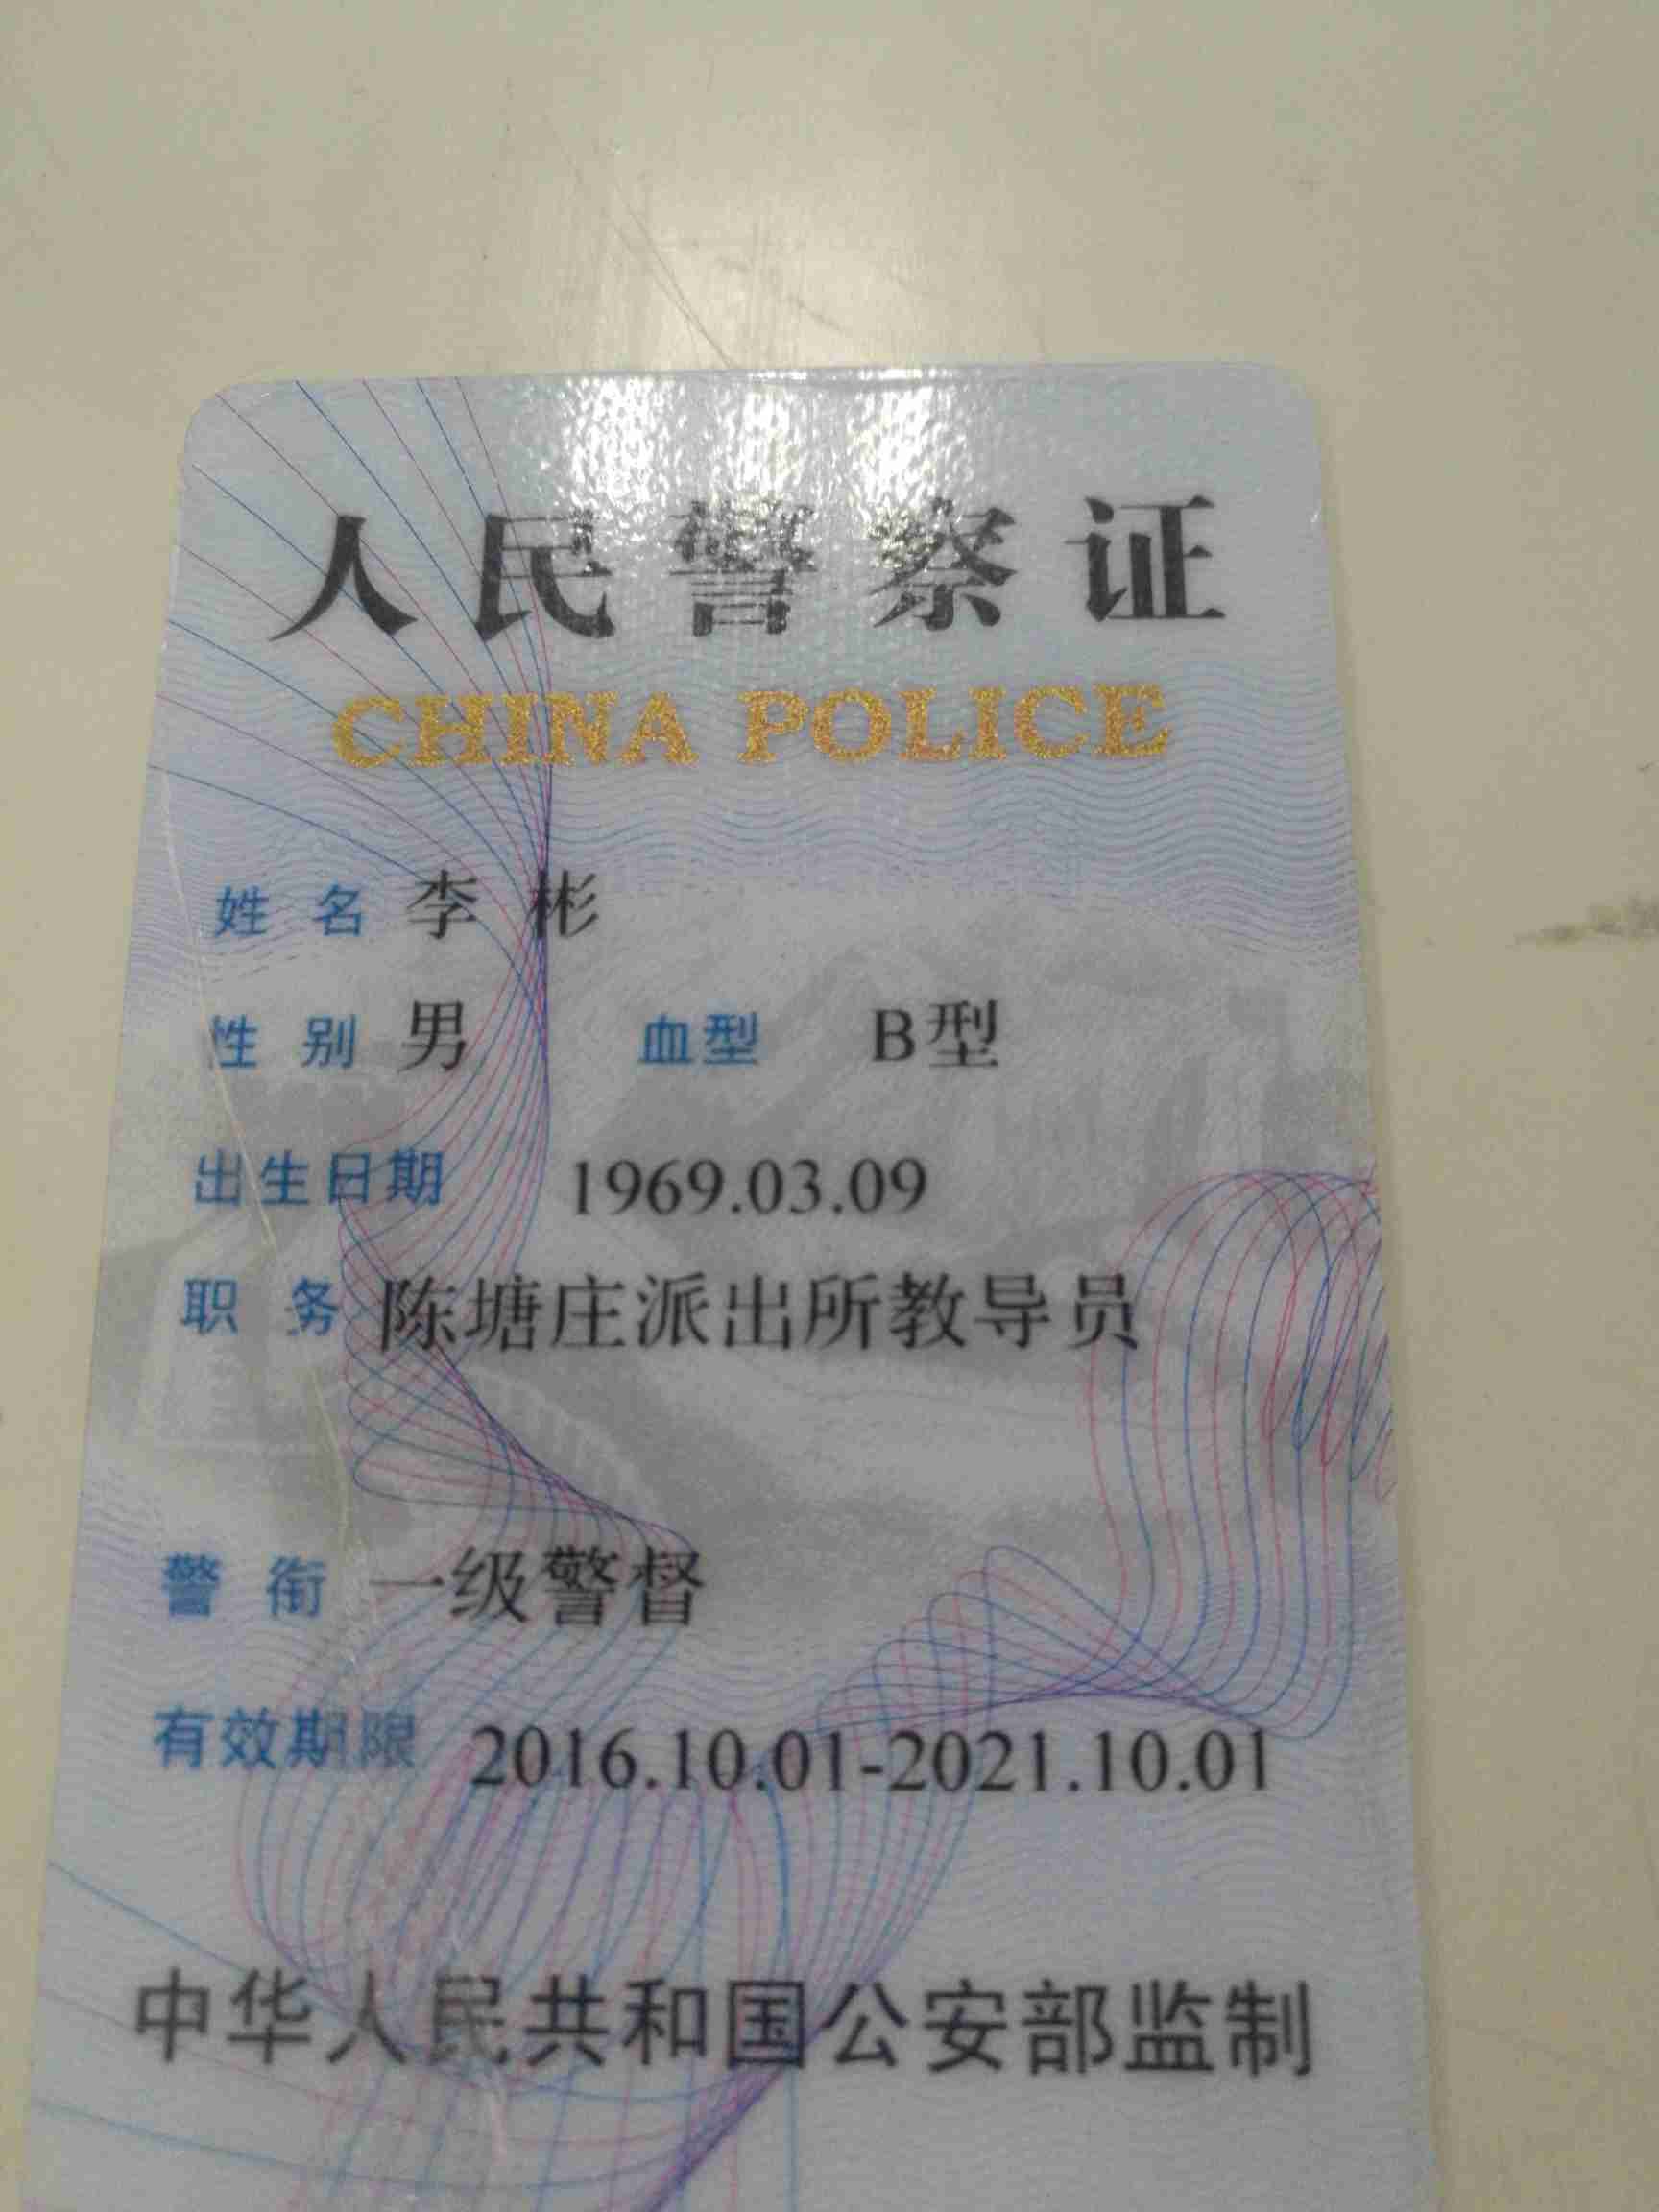 人民警察证
CHINA POLICE
姓名 李彬
性别 男 血型 B型
出生日期 1969.03.09
职务 陈塘庄派出所教导员
警衔 一级警督
有效期限 2016.10.01-2021.10.01
中华人民共和国公安部监制